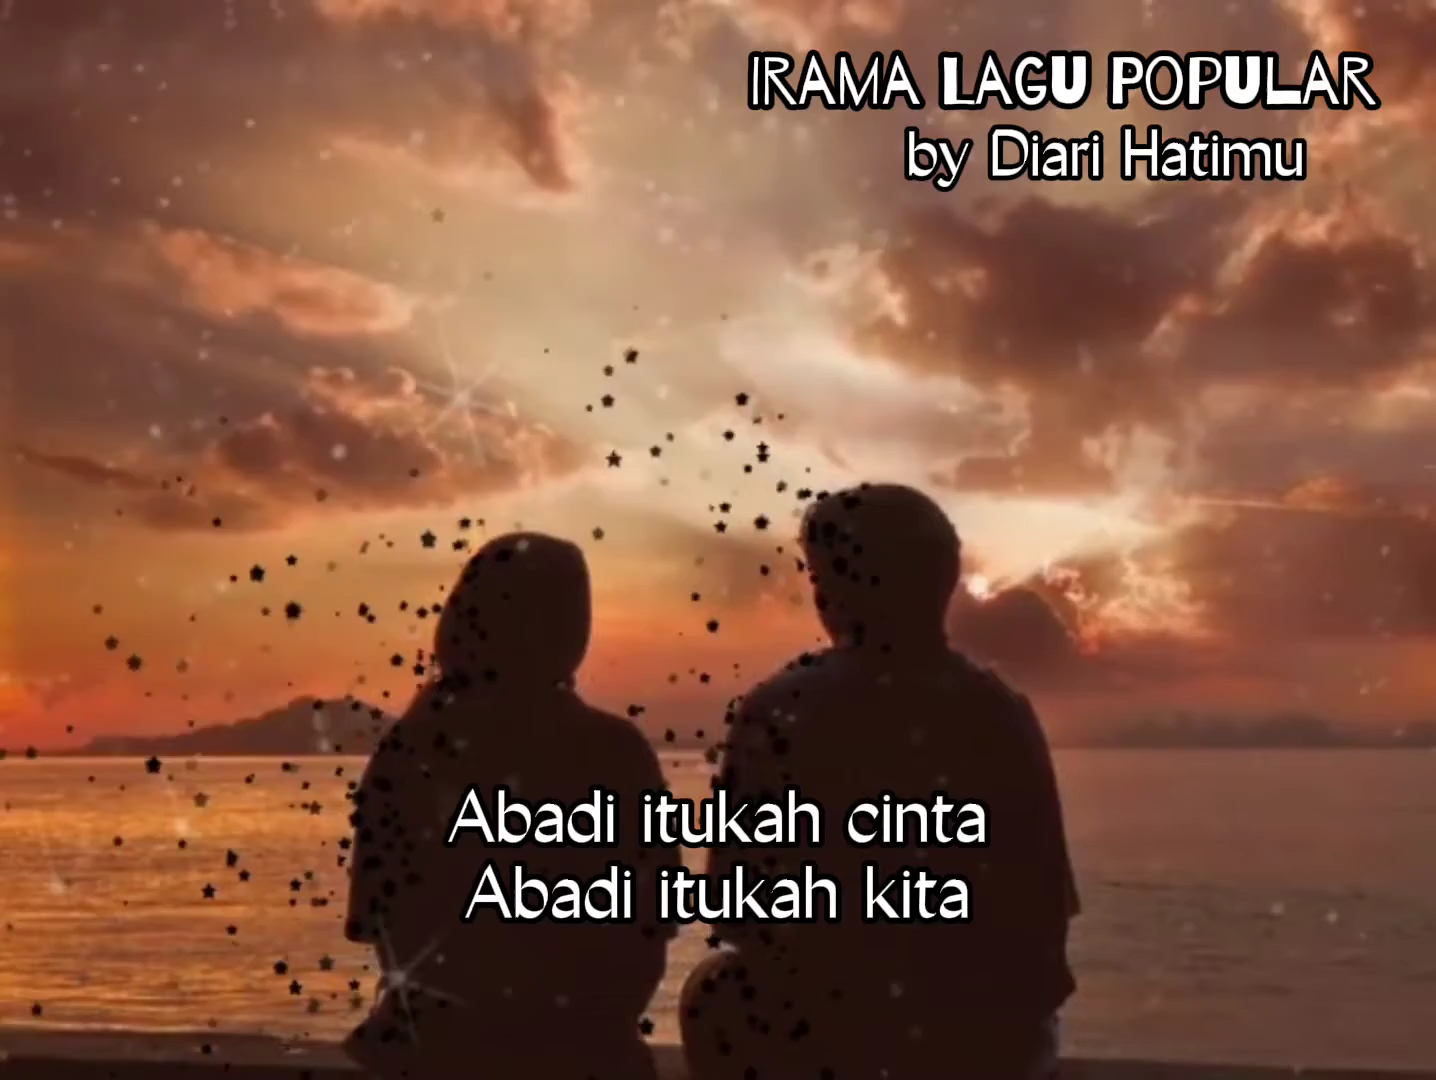 IRAMA LAGU POPULAR
by Diari Hatimu
Abadi itukah cinta
Abadi itukah kita